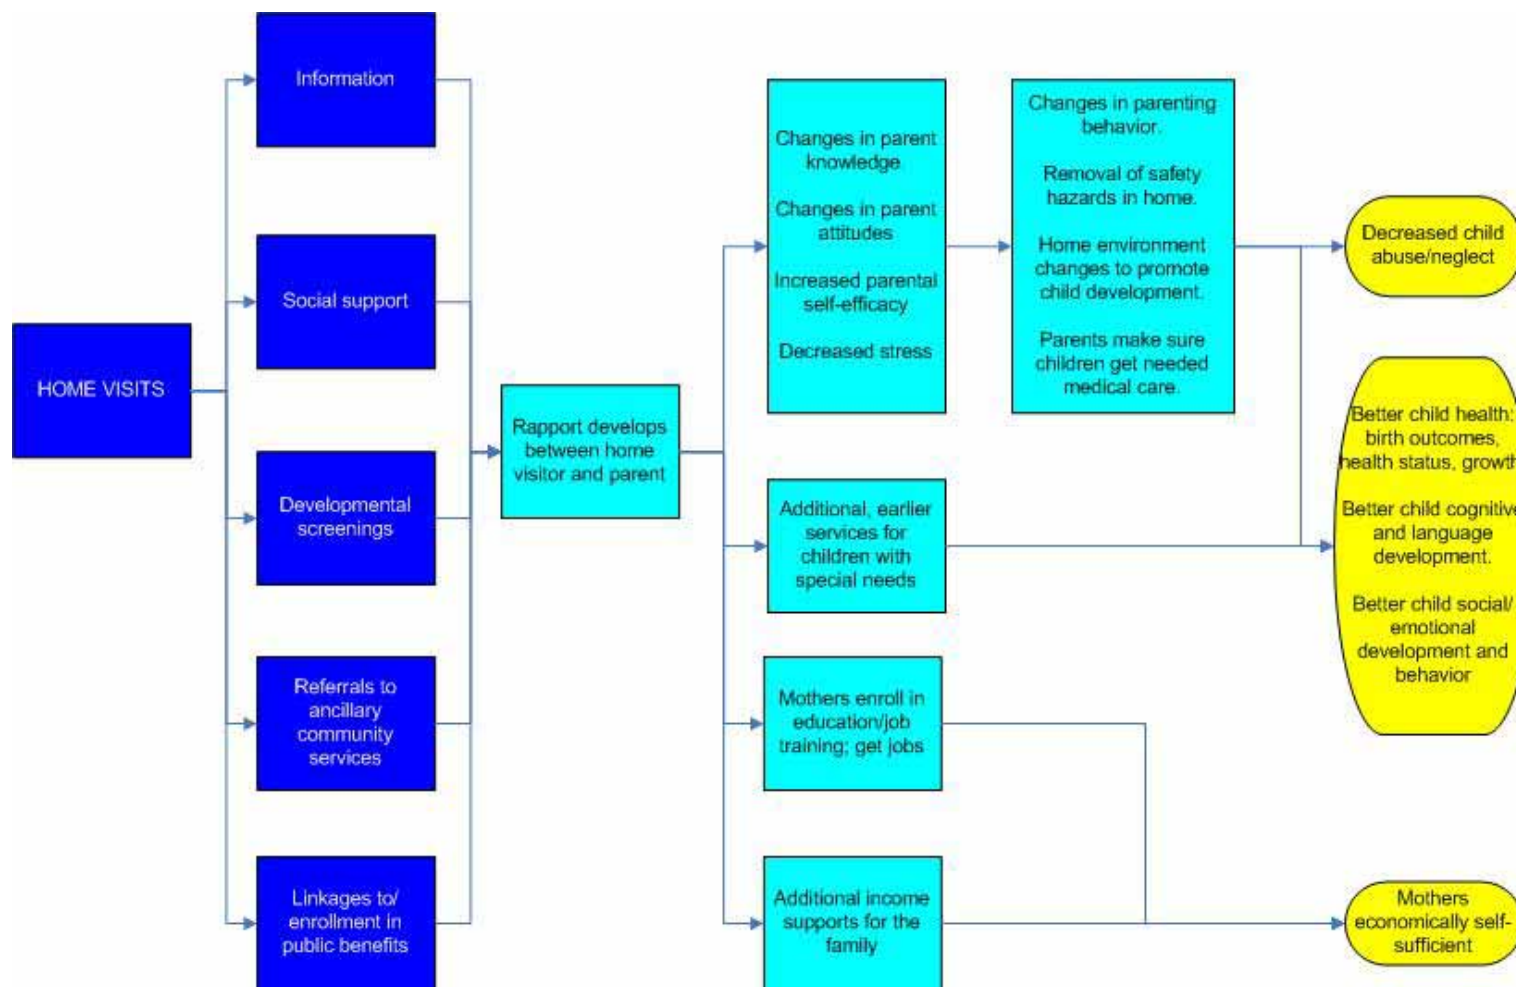 HOME VISITS
Information
Social support
Developmental
screenings
Referrals to
ancillary
community
services
Linkages to/
enrollment in
public benefits
Rapport develops
between home
visitor and parent
Changes in parent
knowledge
Changes in parent
attitudes
Increased parental
self-efficacy
Decreased stress
Additional, earlier
services for
children with
special needs
Mothers enroll in
education/job
training; get jobs
Additional income
supports for the
family
Changes in parenting
behavior.
Removal of safety
hazards in home.
Home environment
changes to promote
child development.
Parents make sure
children get needed
medical care.
Decreased child
abuse/neglect
Better child health:
birth outcomes,
health status, growth
Better child cognitive
and language
development.
Better child social/
emotional
development and
behavior
Mothers
economically self-
sufficient